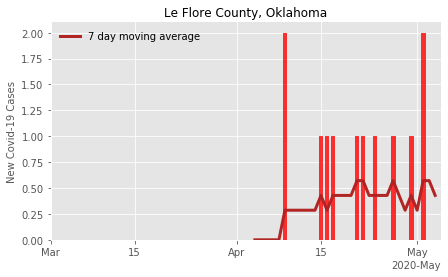 Le Flore County, Oklahoma
7 day moving average
New Covid-19 Cases
2.00
1.75
1.50
1.25
1.00
0.75
0.50
0.25
0.00
Mar
15
Apr
15
May
2020-May